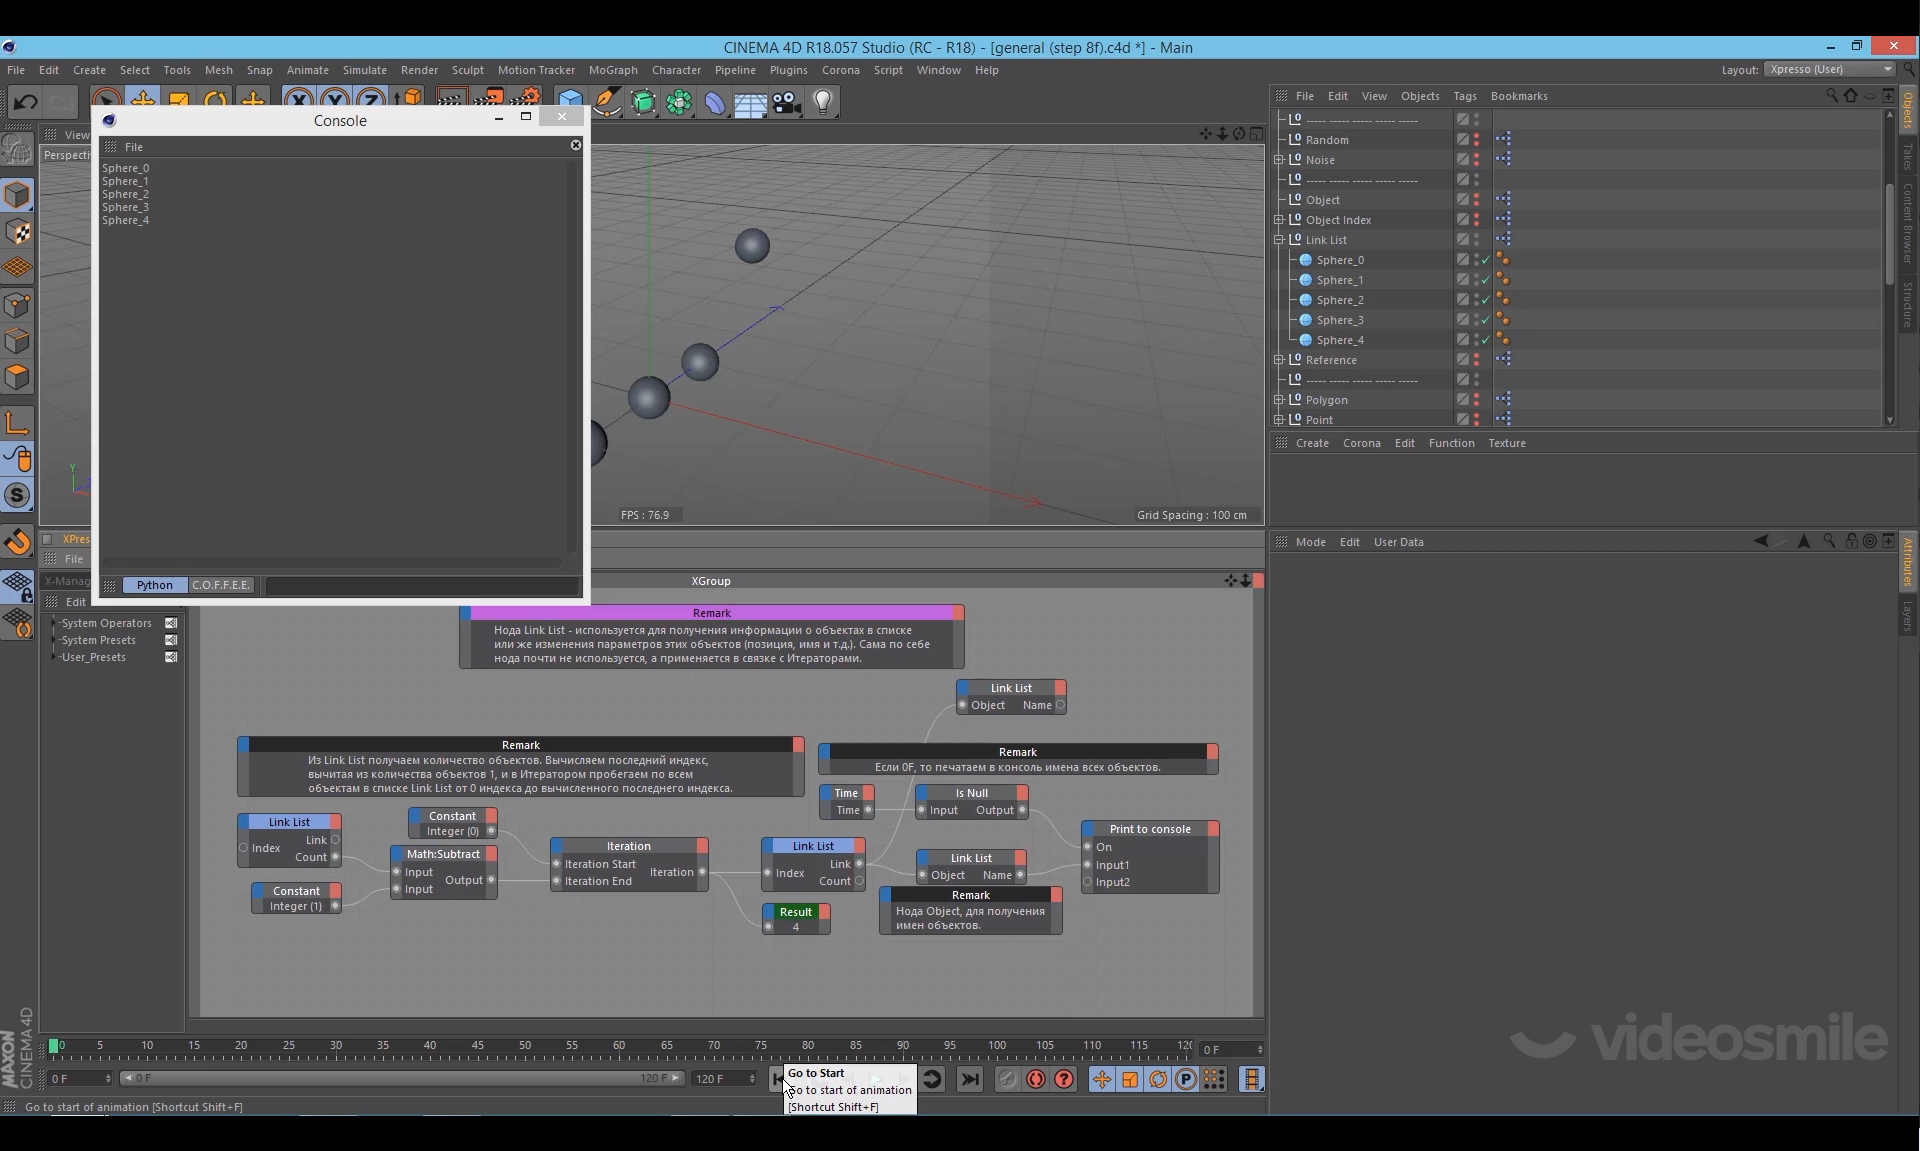 CINEMA 4D R18.057 Studio (RC - R18) - [general (step 8f).c4d *] - Main
File Edit Create Select Tools Mesh Snap Animate Simulate Render Sculpt Motion Tracker MoGraph Character Pipeline Plugins Corona Script Window Help
Layout: Xpresso (User)
Console
File
Sphere_0
Sphere_1
Sphere_2
Sphere_3
Sphere_4
Python C.O.F.F.E.E.
View
Perspecti
FPS : 76.9
Grid Spacing : 100 cm
File Edit View Objects Tags Bookmarks
----- ----- ----- ----- -----
Random
Noise
----- ----- ----- ----- -----
Object
Object Index
Link List
Sphere_0
Sphere_1
Sphere_2
Sphere_3
Sphere_4
Reference
----- ----- ----- ----- -----
Polygon
Point
Objects
Takes
Content Browser
Structure
Create Corona Edit Function Texture
Mode Edit User Data
Attributes
Layers
XPres
File
X-Manag
Edit
System Operators
System Presets
User_Presets
XGroup
Remark
Нода Link List - используется для получения информации о объектах в списке
или же изменения параметров этих объектов (позиция, имя и т.д.). Сама по себе
нода почти не используется, а применяется в связке с Итераторами.
Link List
Object Name
Remark
Из Link List получаем количество объектов. Вычисляем последний индекс,
вычитая из количества объектов 1, и в Итератором пробегаем по всем
объектам в списке Link List от 0 индекса до вычисленного последнего индекса.
Remark
Если 0F, то печатаем в консоль имена всех объектов.
Time
Time
Is Null
Input Output
Link List
Link
Index
Count
Constant
Integer (0)
Math:Subtract
Input
Output
Input
Constant
Integer (1)
Iteration
Iteration Start
Iteration
Iteration End
Link List
Link
Index
Count
Result
4
Link List
Object Name
Remark
Нода Object, для получения
имен объектов.
Print to console
On
Input1
Input2
0 5 10 15 20 25 30 35 40 45 50 55 60 65 70 75 80 85 90 95 100 105 110 115 120
0 F
0 F
0 F
120 F
120 F
Go to Start
Go to start of animation
[Shortcut Shift+F]
Go to start of animation [Shortcut Shift+F]
MAXON
CINEMA 4D
videosmile